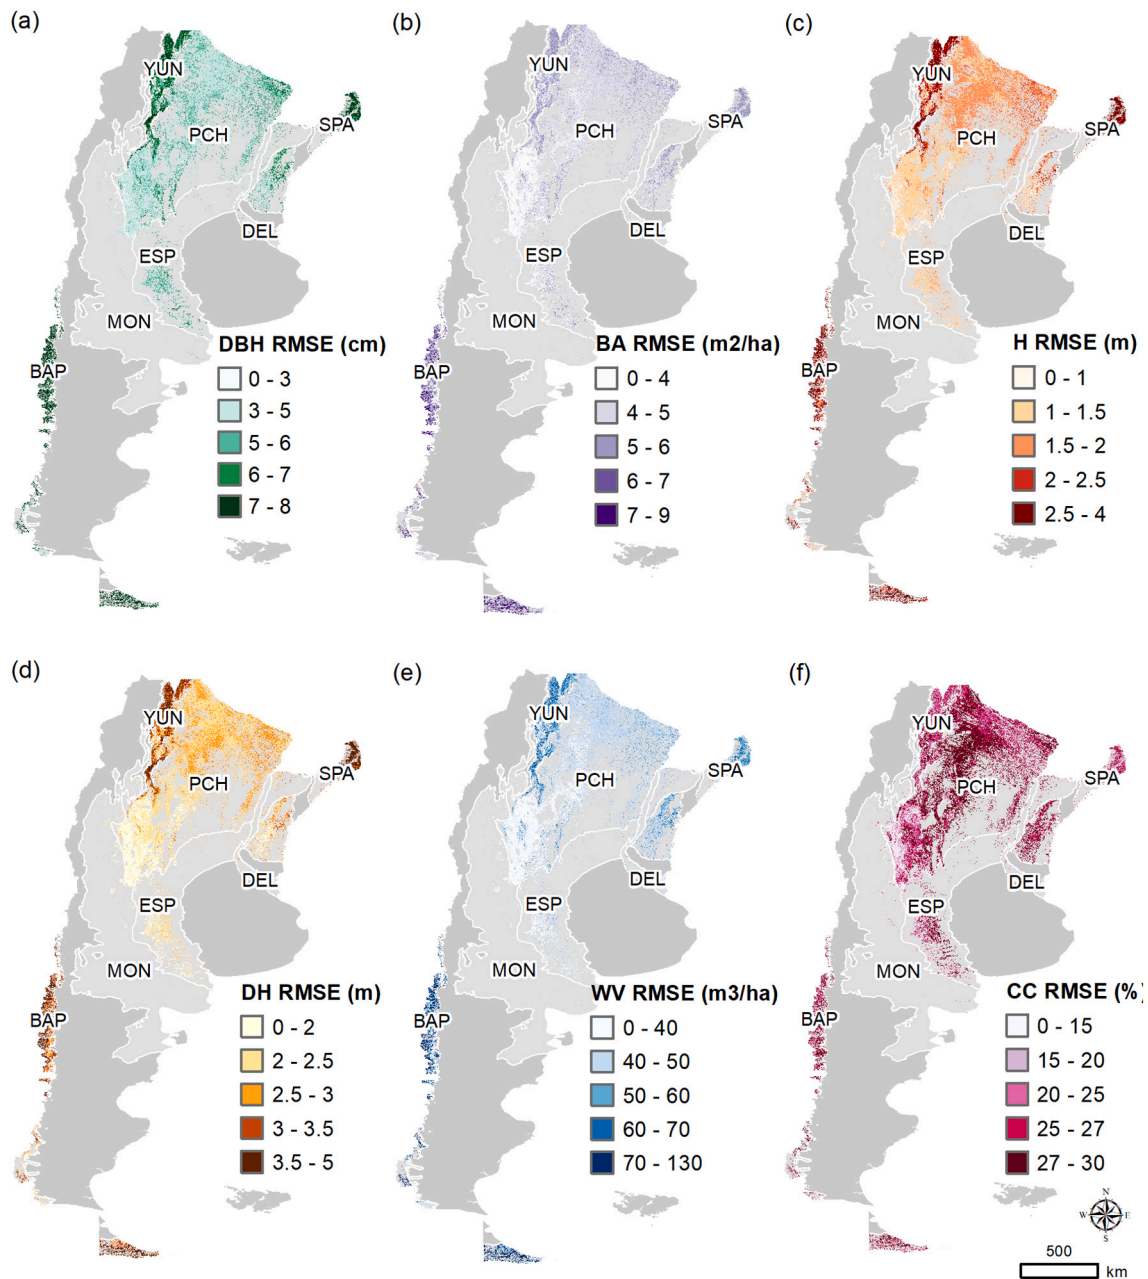 (a)
YUN
PCH
SPA
DEL
ESP
MON
BAP
DBH RMSE (cm)
0 - 3
3 - 5
5 - 6
6 - 7
7 - 8
(b)
YUN
PCH
SPA
DEL
ESP
MON
BAP
BA RMSE (m2/ha)
0 - 4
4 - 5
5 - 6
6 - 7
7 - 9
(c)
YUN
PCH
SPA
DEL
ESP
MON
BAP
H RMSE (m)
0 - 1
1 - 1.5
1.5 - 2
2 - 2.5
2.5 - 4
(d)
YUN
PCH
SPA
DEL
ESP
MON
BAP
DH RMSE (m)
0 - 2
2 - 2.5
2.5 - 3
3 - 3.5
3.5 - 5
(e)
YUN
PCH
SPA
DEL
ESP
MON
BAP
WV RMSE (m3/ha)
0 - 40
40 - 50
50 - 60
60 - 70
70 - 130
(f)
YUN
PCH
SPA
DEL
ESP
MON
BAP
CC RMSE (%)
0 - 15
15 - 20
20 - 25
25 - 27
27 - 30
N
W E
S
500
km